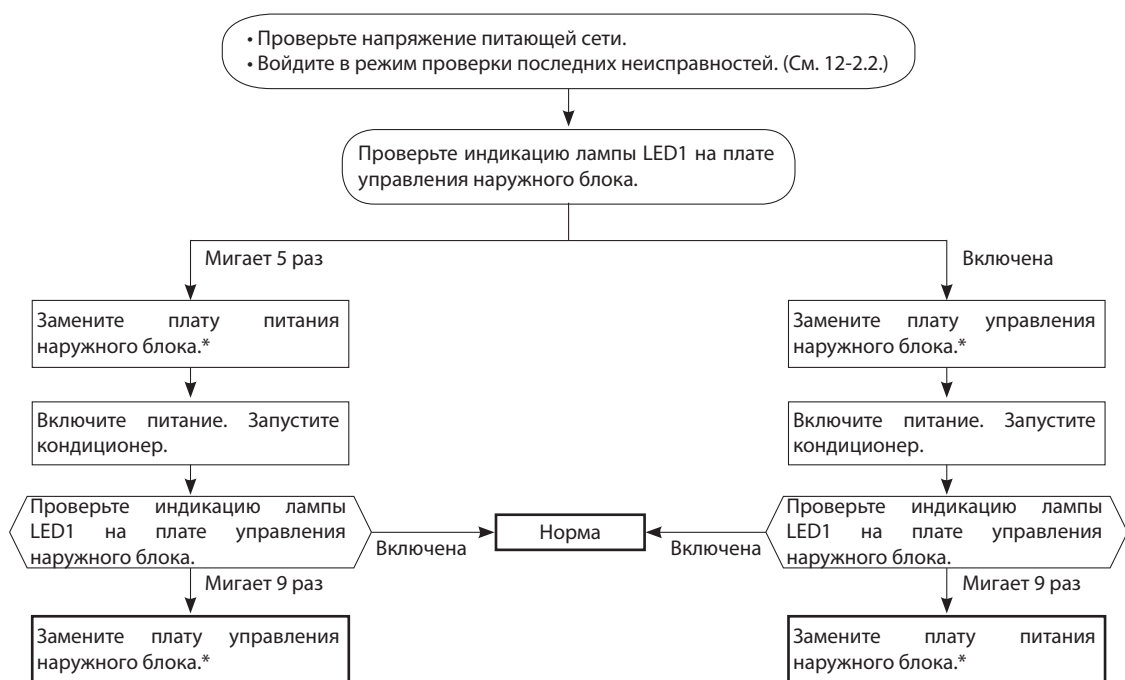 • Проверьте напряжение питающей сети.
• Войдите в режим проверки последних неисправностей. (См. 12-2.2.)
Проверьте индикацию лампы LED1 на плате
управления наружного блока.
Мигает 5 раз
Включена
Замените плату питания
наружного блока.*
Замените плату управления
наружного блока.*
Включите питание. Запустите
кондиционер.
Включите питание. Запустите
кондиционер.
Проверьте индикацию лампы
LED1 на плате управления
наружного блока.
Включена
Норма
Включена
Проверьте индикацию лампы
LED1 на плате управления
наружного блока.
Мигает 9 раз
Мигает 9 раз
Замените плату управления
наружного блока.*
Замените плату питания
наружного блока.*